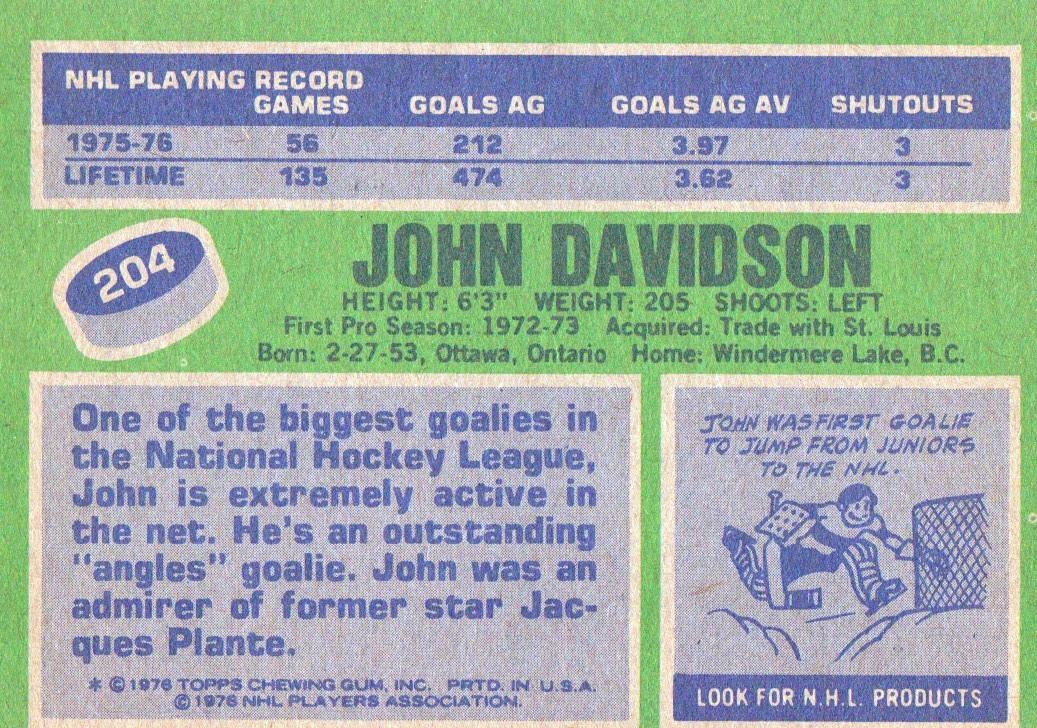 NHL PLAYING RECORD
GAMES GOALS AG GOALS AG AV SHUTOUTS
1975-76 56 212 3.97 3
LIFETIME 135 474 3.62 3
204
JOHN DAVIDSON
HEIGHT: 6'3" WEIGHT: 205 SHOOTS: LEFT
First Pro Season: 1972-73 Acquired: Trade with St. Louis
Born: 2-27-53, Ottawa, Ontario Home: Windermere Lake, B.C.
One of the biggest goalies in
the National Hockey League,
John is extremely active in
the net. He's an outstanding
"angles" goalie. John was an
admirer of former star Jac-
ques Plante.
* © 1976 TOPPS CHEWING GUM, INC. PRTD. IN U.S.A.
© 1976 NHL PLAYERS ASSOCIATION.
JOHN WAS FIRST GOALIE
TO JUMP FROM JUNIORS
TO THE NHL.
LOOK FOR N.H.L. PRODUCTS